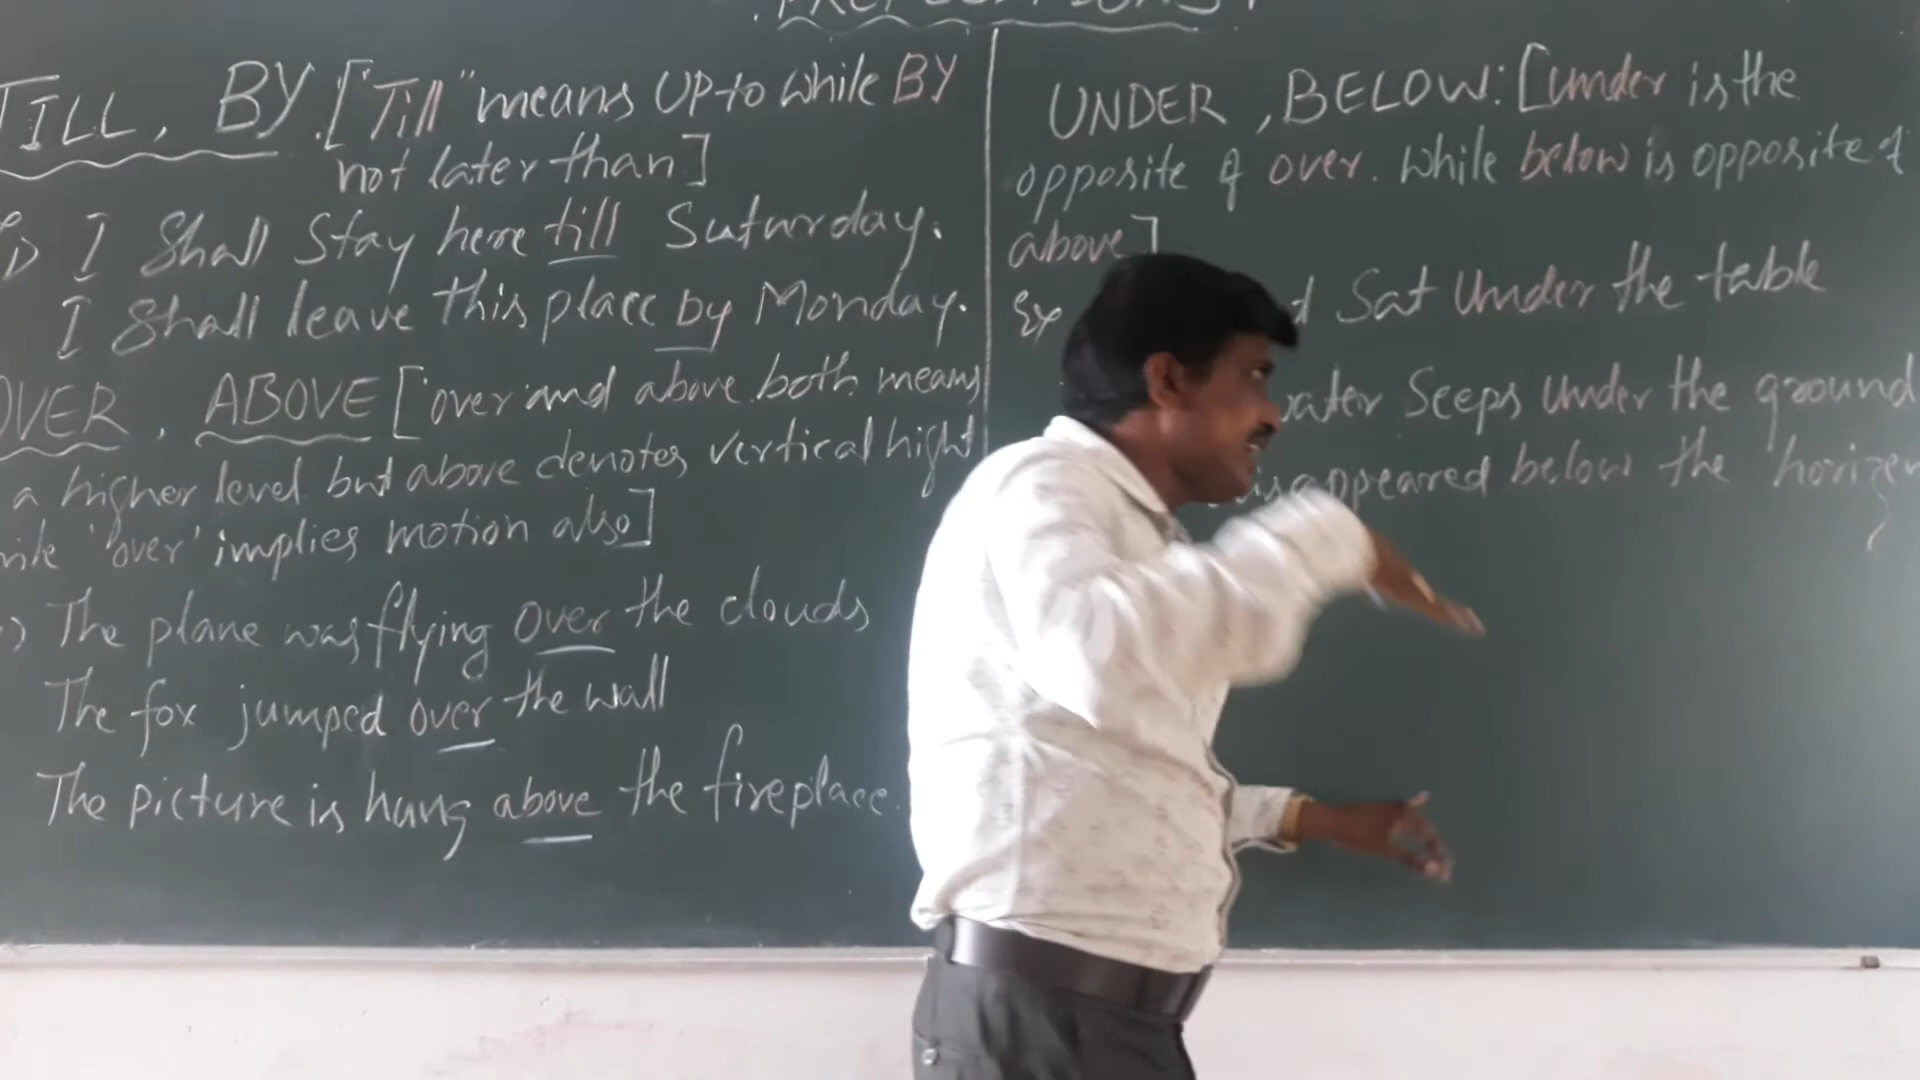 PREPOSITIONS
TILL, BY. ["Till" means UP to while BY
not later than]
I Shall Stay here till Suturday.
I Shall leave this place by Monday.
OVER, ABOVE ['over and above both means
a higher level but above denotes vertical hight
'over' implies motion also]
The plane was flying over the clouds
The fox jumped over the wall
The picture is hung above the fireplace.
UNDER, BELOW: [Under is the
opposite of over. While below is opposite of
above]
Ex Sat Under the table
water Seeps Under the ground
disappeared below the horizen